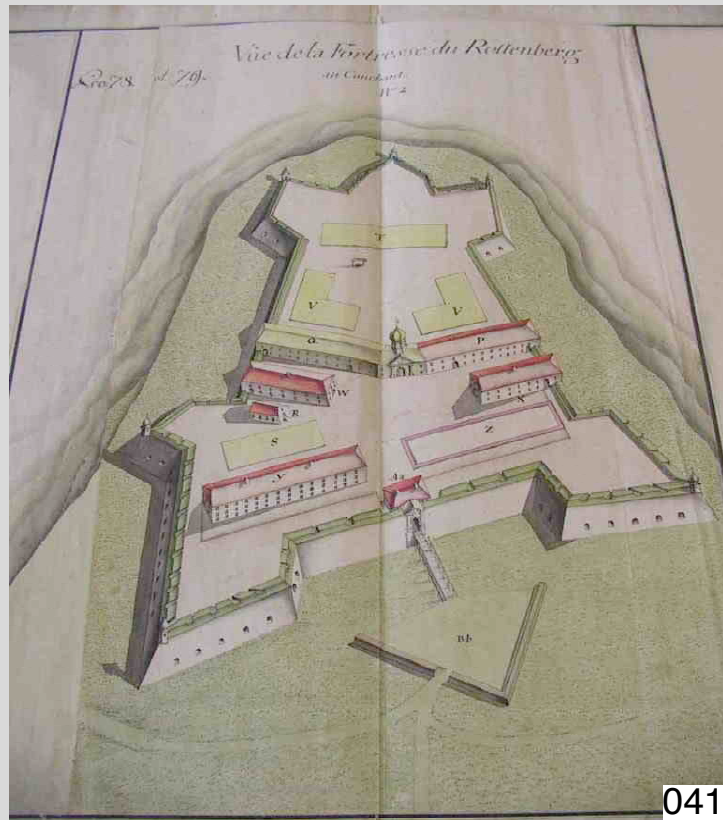 Vüe de la Fortresse du Rottenberg
No 78 et 79.
au Couchant
N° 2
T
V
V
Q
P
W
R
X
S
Z
Y
Aa
Bb
041